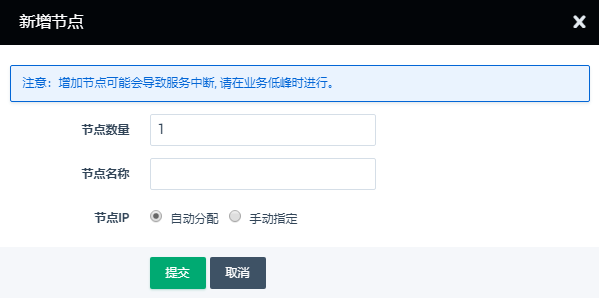 新增节点
注意：增加节点可能会导致服务中断, 请在业务低峰时进行。
节点数量 1
节点名称
节点IP 自动分配 手动指定
提交 取消